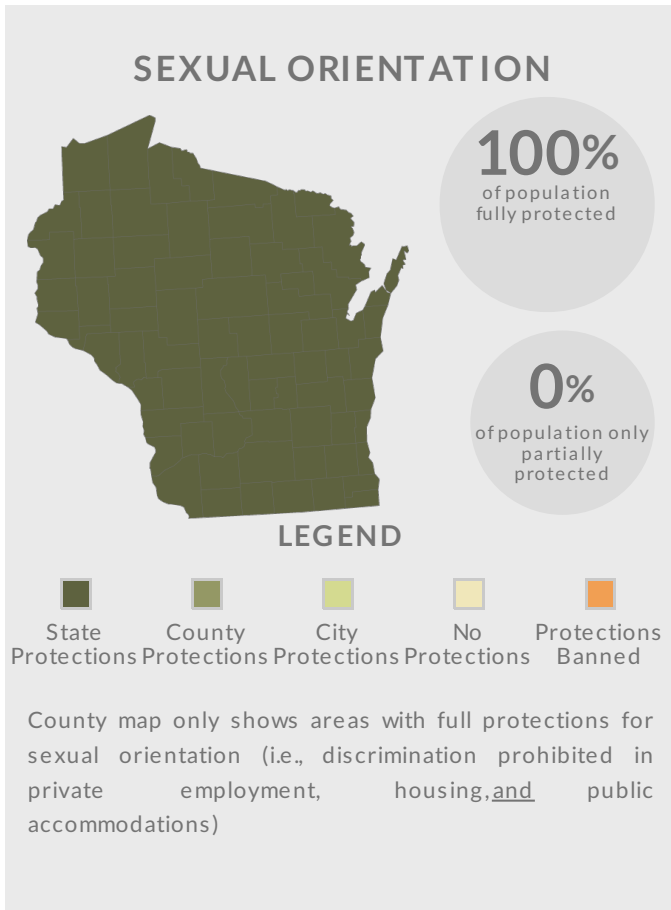 SEXUAL ORIENTATION
100%
of population
fully protected
0%
of population only
partially
protected
LEGEND
State
Protections
County
Protections
City
Protections
No
Protections
Protections
Banned
County map only shows areas with full protections for
sexual orientation (i.e., discrimination prohibited in
private employment, housing, and public
accommodations)